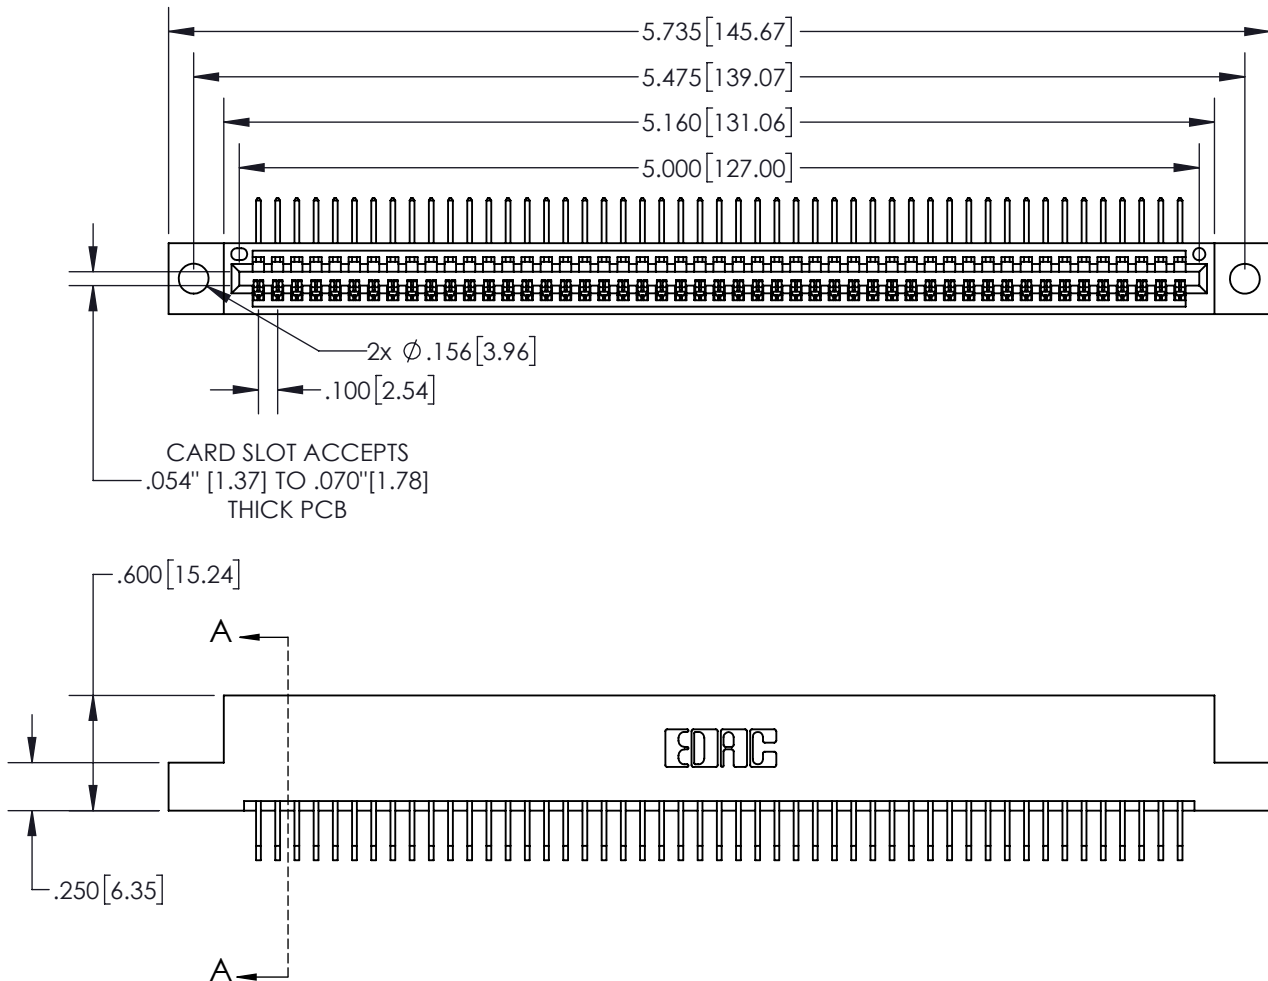 5.735[145.67]
5.475[139.07]
5.160[131.06]
5.000[127.00]
2x Ø.156[3.96]
.100[2.54]
CARD SLOT ACCEPTS
.054" [1.37] TO .070"[1.78]
THICK PCB
.600[15.24]
A
EDAC
.250[6.35]
A